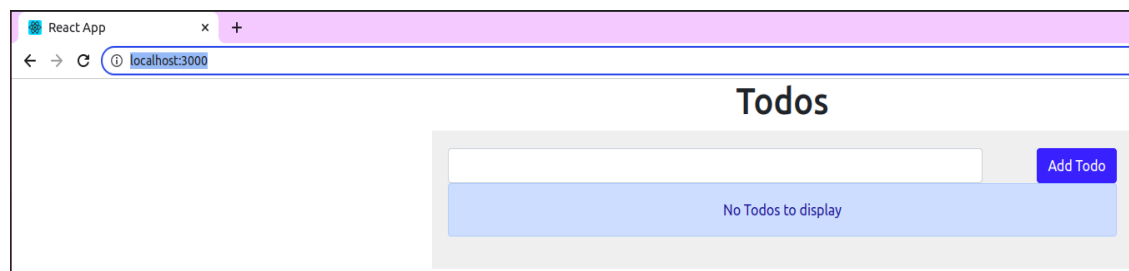 React App
localhost:3000
Todos
Add Todo
No Todos to display